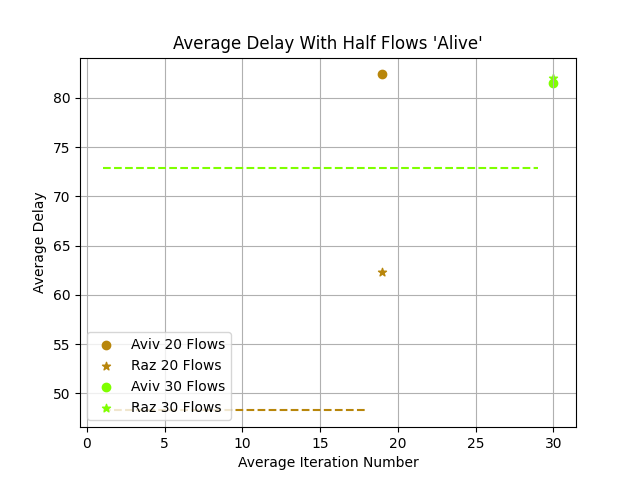 Average Delay With Half Flows 'Alive'
Average Delay
80
75
70
65
60
55
50
Aviv 20 Flows
Raz 20 Flows
Aviv 30 Flows
Raz 30 Flows
0 5 10 15 20 25 30
Average Iteration Number